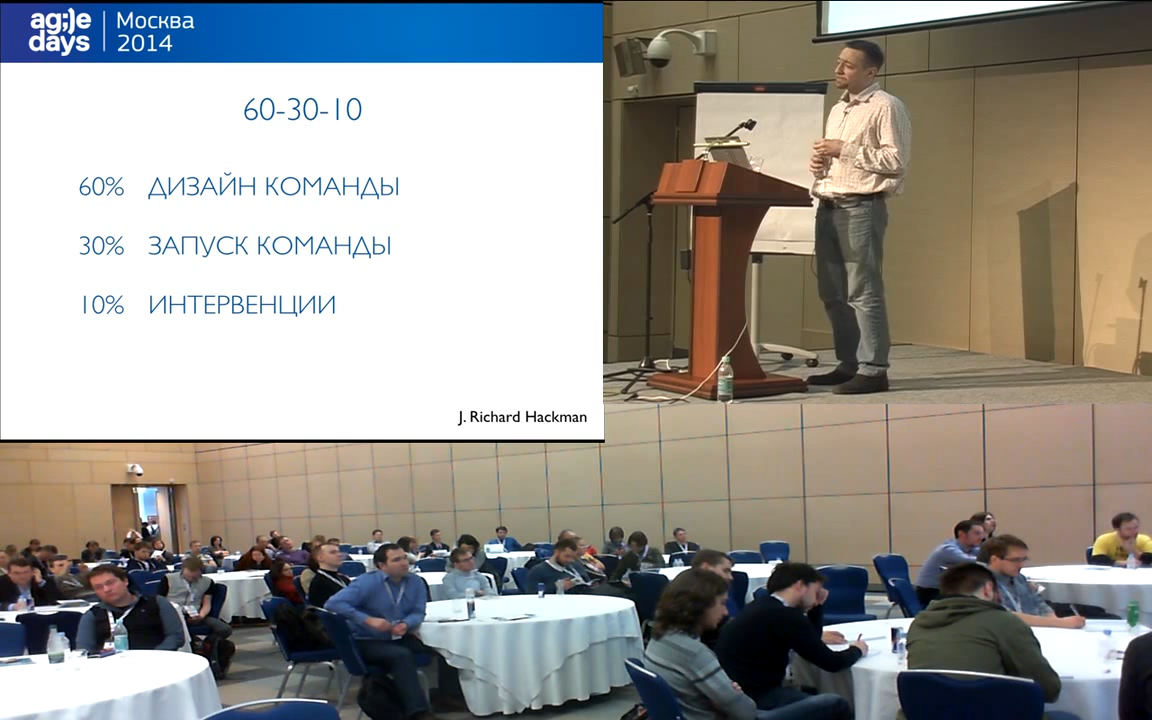 ag;)e
days
Москва
2014
60-30-10
60% ДИЗАЙН КОМАНДЫ
30% ЗАПУСК КОМАНДЫ
10% ИНТЕРВЕНЦИИ
J. Richard Hackman